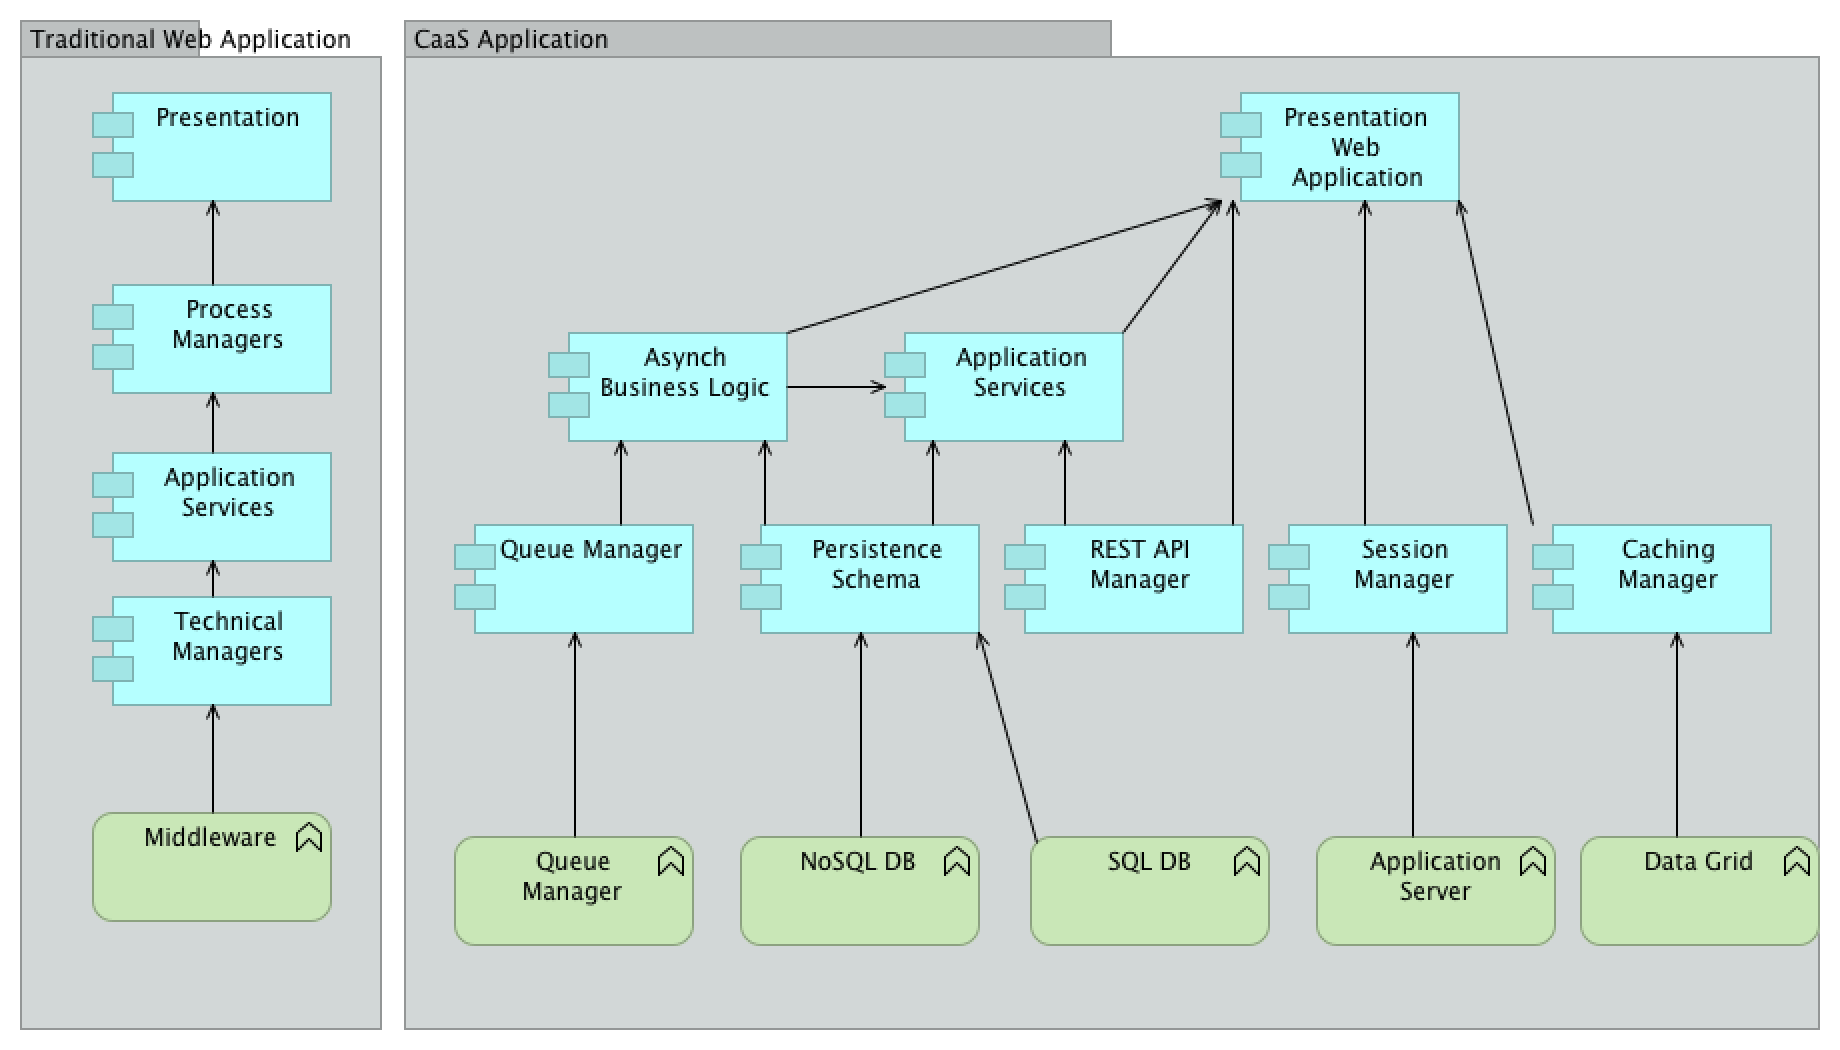 Traditional Web Application
Presentation
Process
Managers
Application
Services
Technical
Managers
Middleware
CaaS Application
Presentation
Web
Application
Asynch
Business Logic
Application
Services
Queue Manager
Persistence
Schema
REST API
Manager
Session
Manager
Caching
Manager
Queue
Manager
NoSQL DB
SQL DB
Application
Server
Data Grid